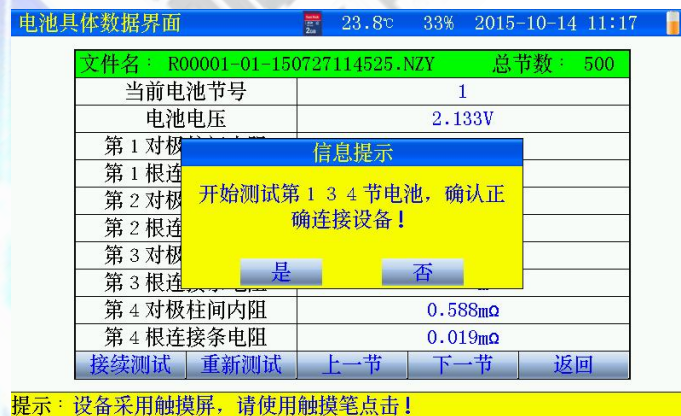 电池具体数据界面 23.8℃ 33% 2015-10-14 11:17
文件名： R00001-01-150727114525.NZY 总节数： 500
当前电池节号 1
电池电压 2.133V
第1对极
第1根连
第2对极
第2根连
第3对极
第3根连
信息提示
开始测试第 1 3 4 节电池，确认正
确连接设备！
是 否
第4对极柱间内阻 0.588mΩ
第4根连接条电阻 0.019mΩ
接续测试 重新测试 上一节 下一节 返回
提示：设备采用触摸屏，请使用触摸笔点击！